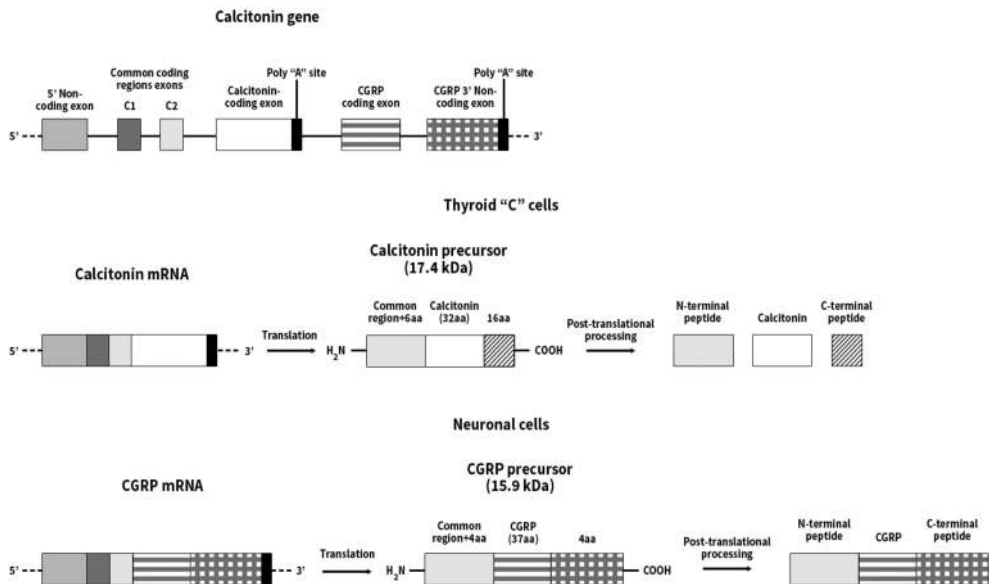 Calcitonin gene
Poly “A” site
Poly “A” site
Common coding
regions exons
5’ Non-
coding exon
C1
C2
Calcitonin-
coding exon
CGRP
coding exon
CGRP 3’ Non-
coding exon
5’
3’
Thyroid “C” cells
Calcitonin mRNA
Calcitonin precursor
(17.4 kDa)
Common
region+6aa
Calcitonin
(32aa)
16aa
N-terminal
peptide
Calcitonin
C-terminal
peptide
5’
3’
Translation
H2N
COOH
Post-translational
processing
Neuronal cells
CGRP mRNA
CGRP precursor
(15.9 kDa)
Common
region+4aa
CGRP
(37aa)
4aa
N-terminal
peptide
CGRP
C-terminal
peptide
5’
3’
Translation
H2N
COOH
Post-translational
processing